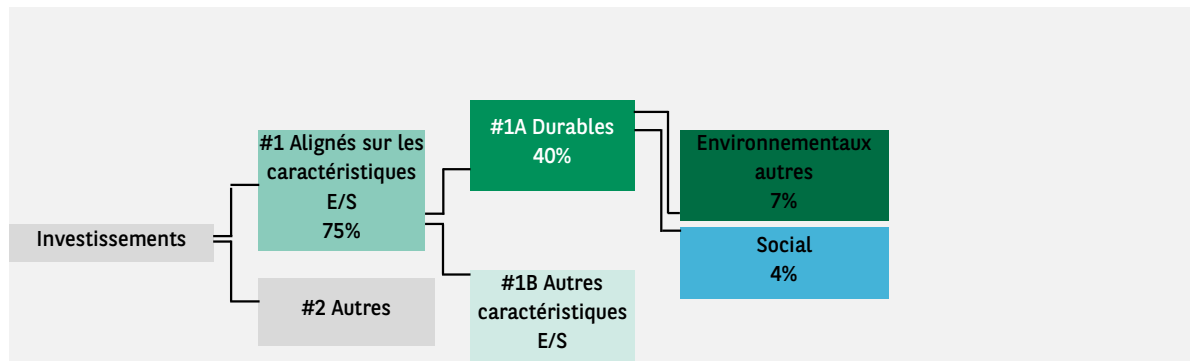 Investissements
#1 Alignés sur les
caractéristiques
E/S
75%
#2 Autres
#1A Durables
40%
#1B Autres
caractéristiques
E/S
Environnementaux
autres
7%
Social
4%